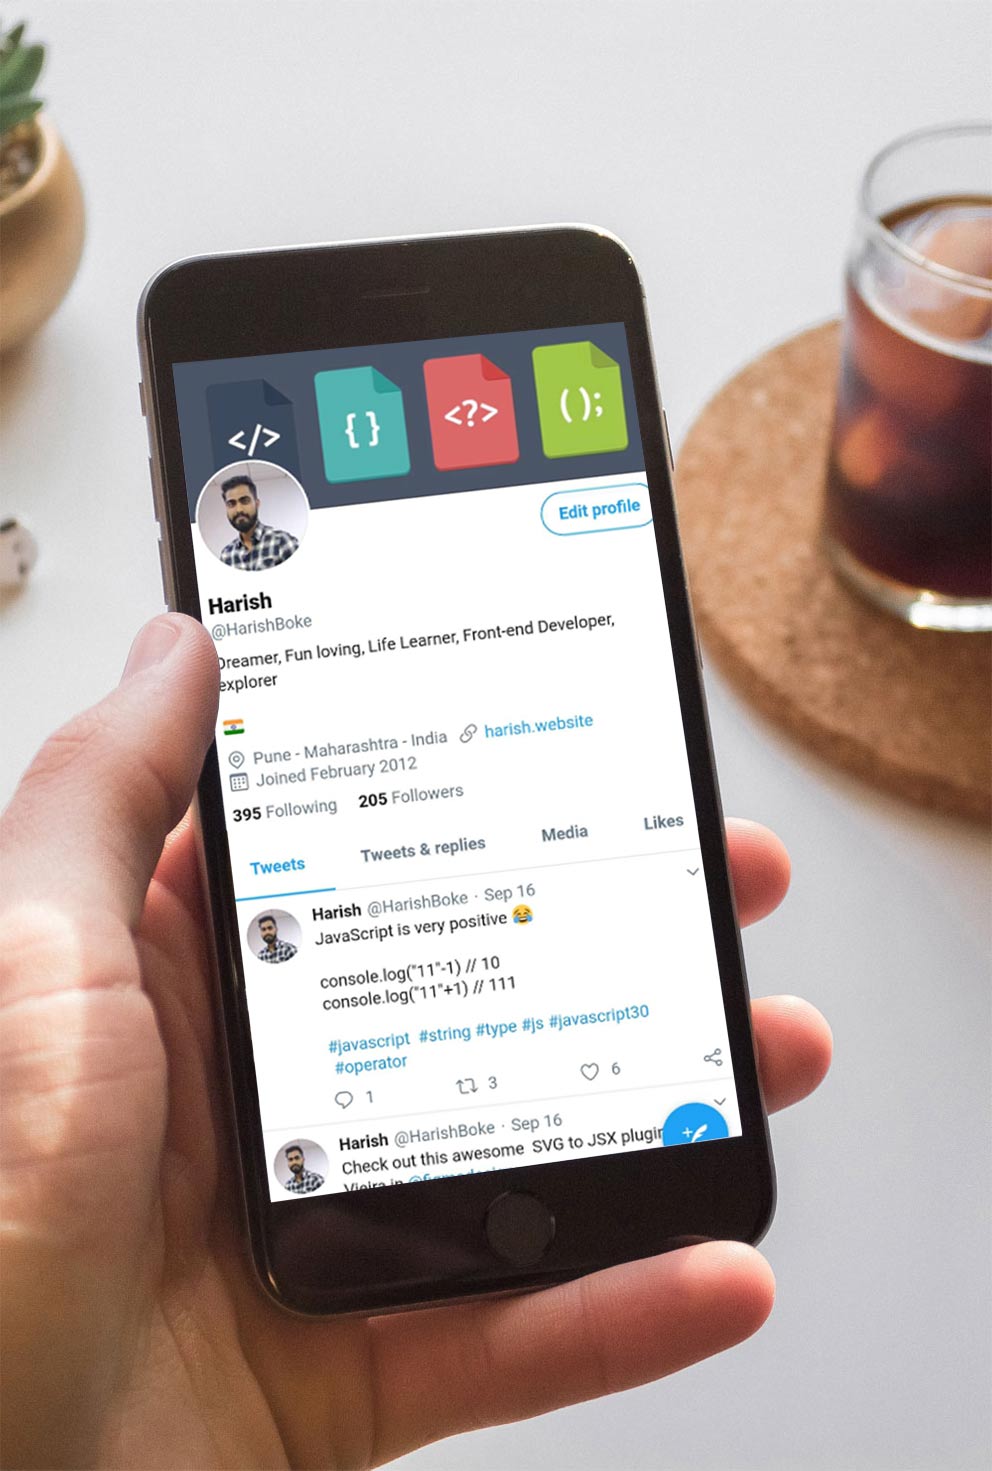 </> {} <?> ();
Edit profile
Harish
@HarishBoke
Dreamer, Fun loving, Life Learner, Front-end Developer,
explorer
Pune - Maharashtra - India harish.website
Joined February 2012
395 Following 205 Followers
Tweets Tweets & replies Media Likes
Harish @HarishBoke · Sep 16
JavaScript is very positive 😂
console.log("11"-1) // 10
console.log("11"+1) // 111
#javascript #string #type #js #javascript30
#operator
1 3 6
Harish @HarishBoke · Sep 16
Check out this awesome SVG to JSX plugin
Vieira in